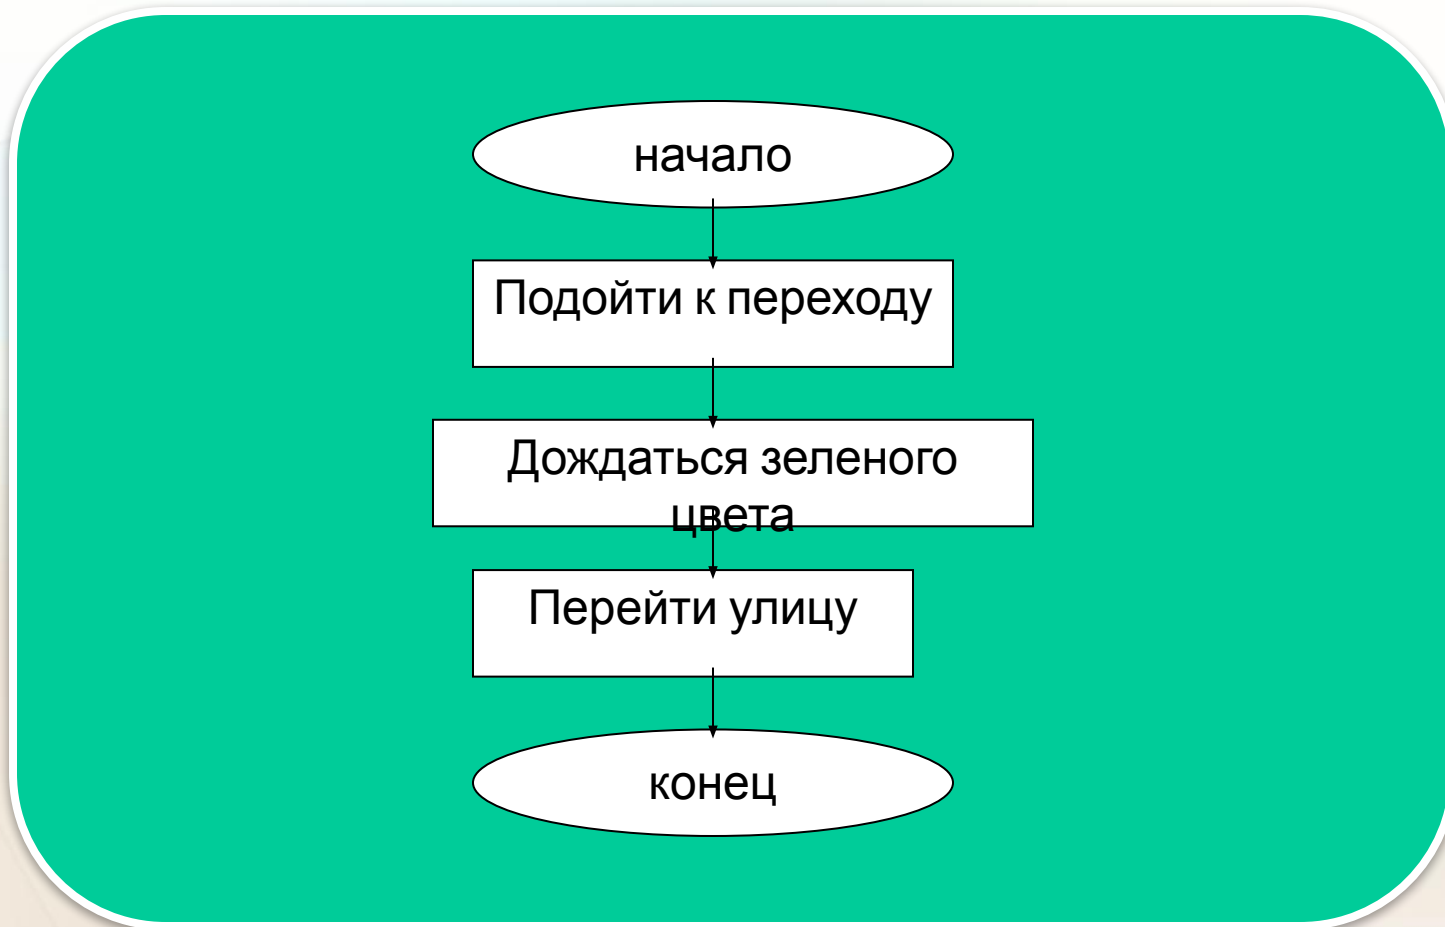 начало
Подойти к переходу
Дождаться зеленого
цвета
Перейти улицу
конец